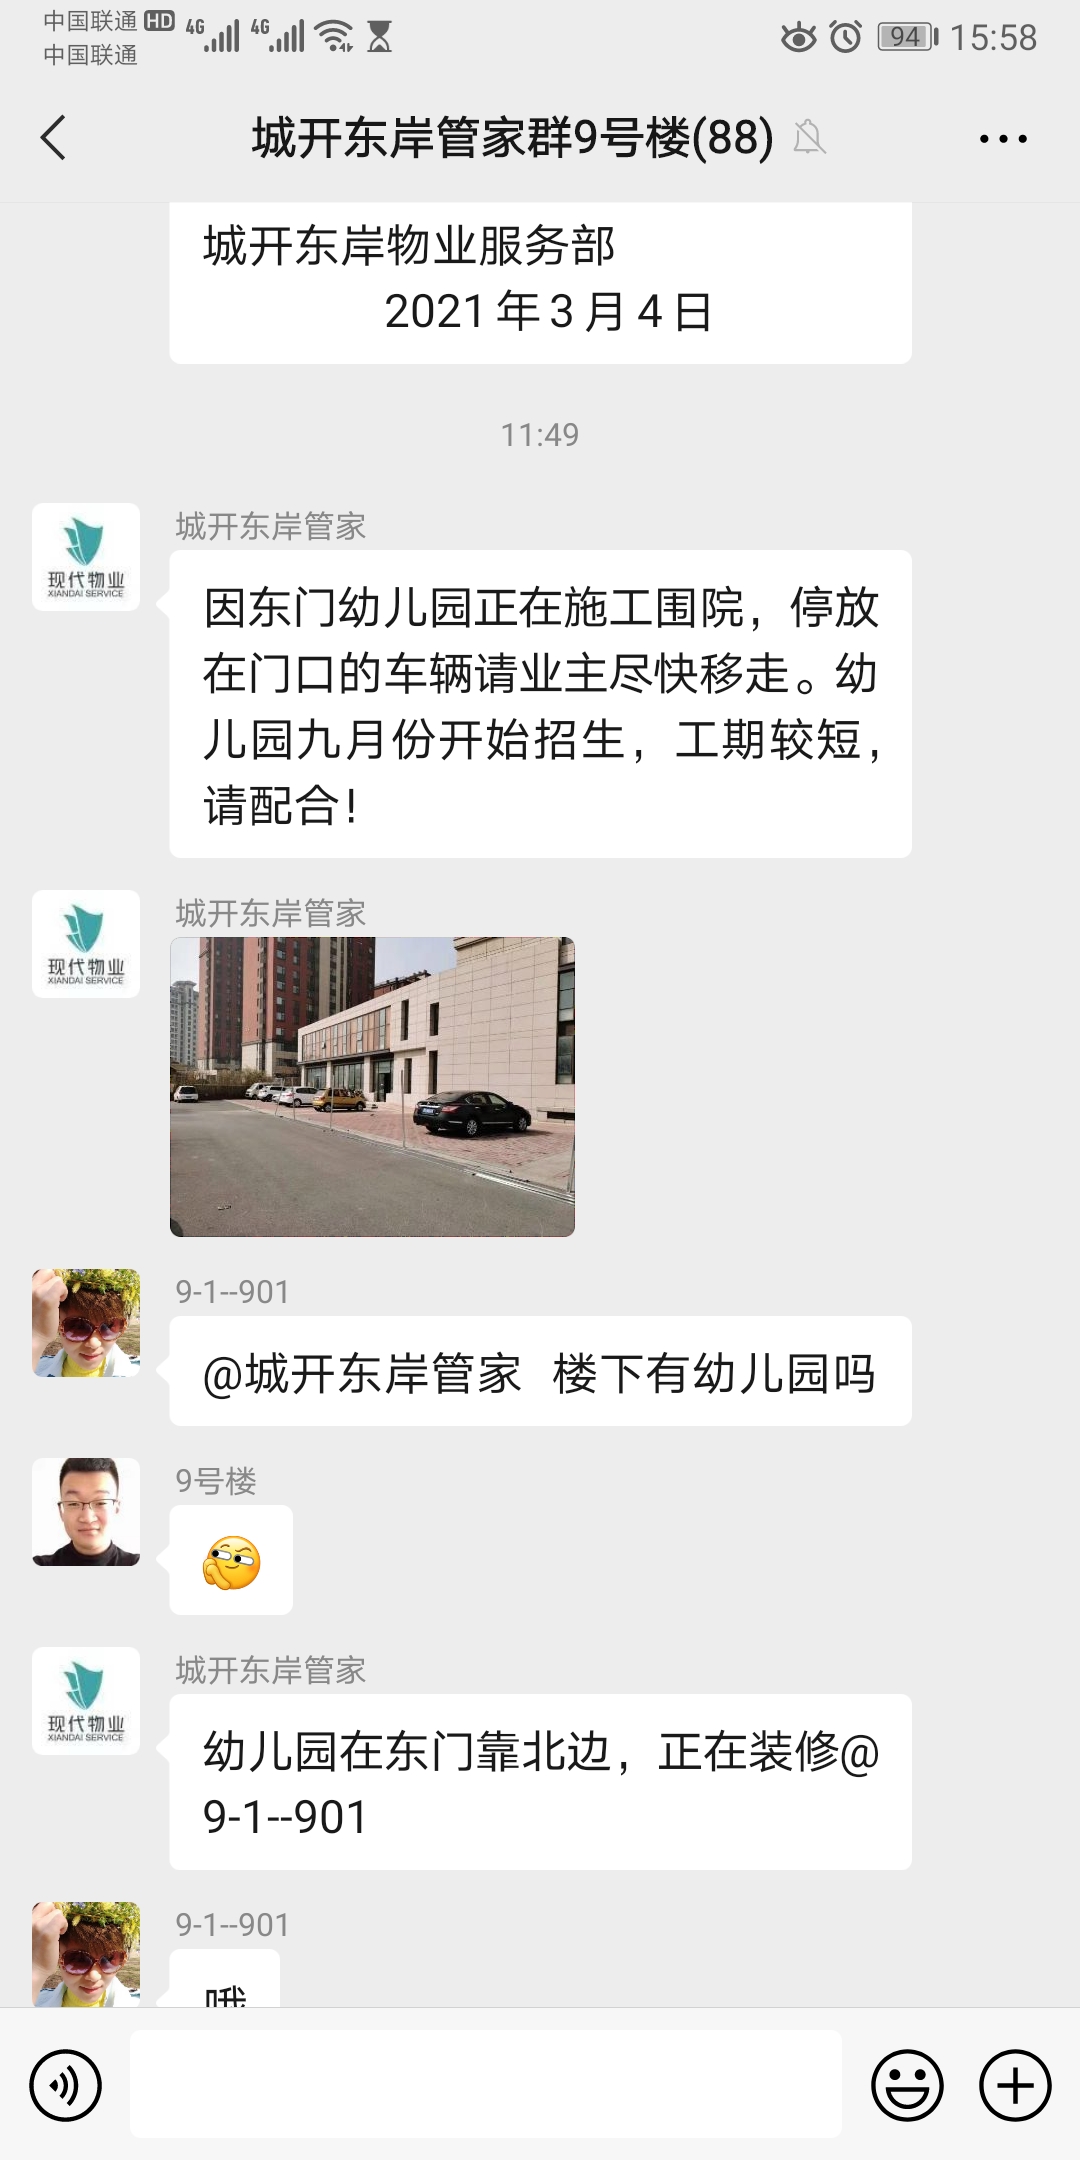 中国联通 HD 4G 4G 94 15:58
中国联通
城开东岸管家群9号楼(88)
城开东岸物业服务部
2021年3月4日
11:49
城开东岸管家
现代物业
XIANDAI SERVICE
因东门幼儿园正在施工围院，停放
在门口的车辆请业主尽快移走。幼
儿园九月份开始招生，工期较短，
请配合！
城开东岸管家
现代物业
XIANDAI SERVICE
9-1--901
@城开东岸管家 楼下有幼儿园吗
9号楼
城开东岸管家
现代物业
XIANDAI SERVICE
幼儿园在东门靠北边，正在装修@
9-1--901
9-1--901
哦